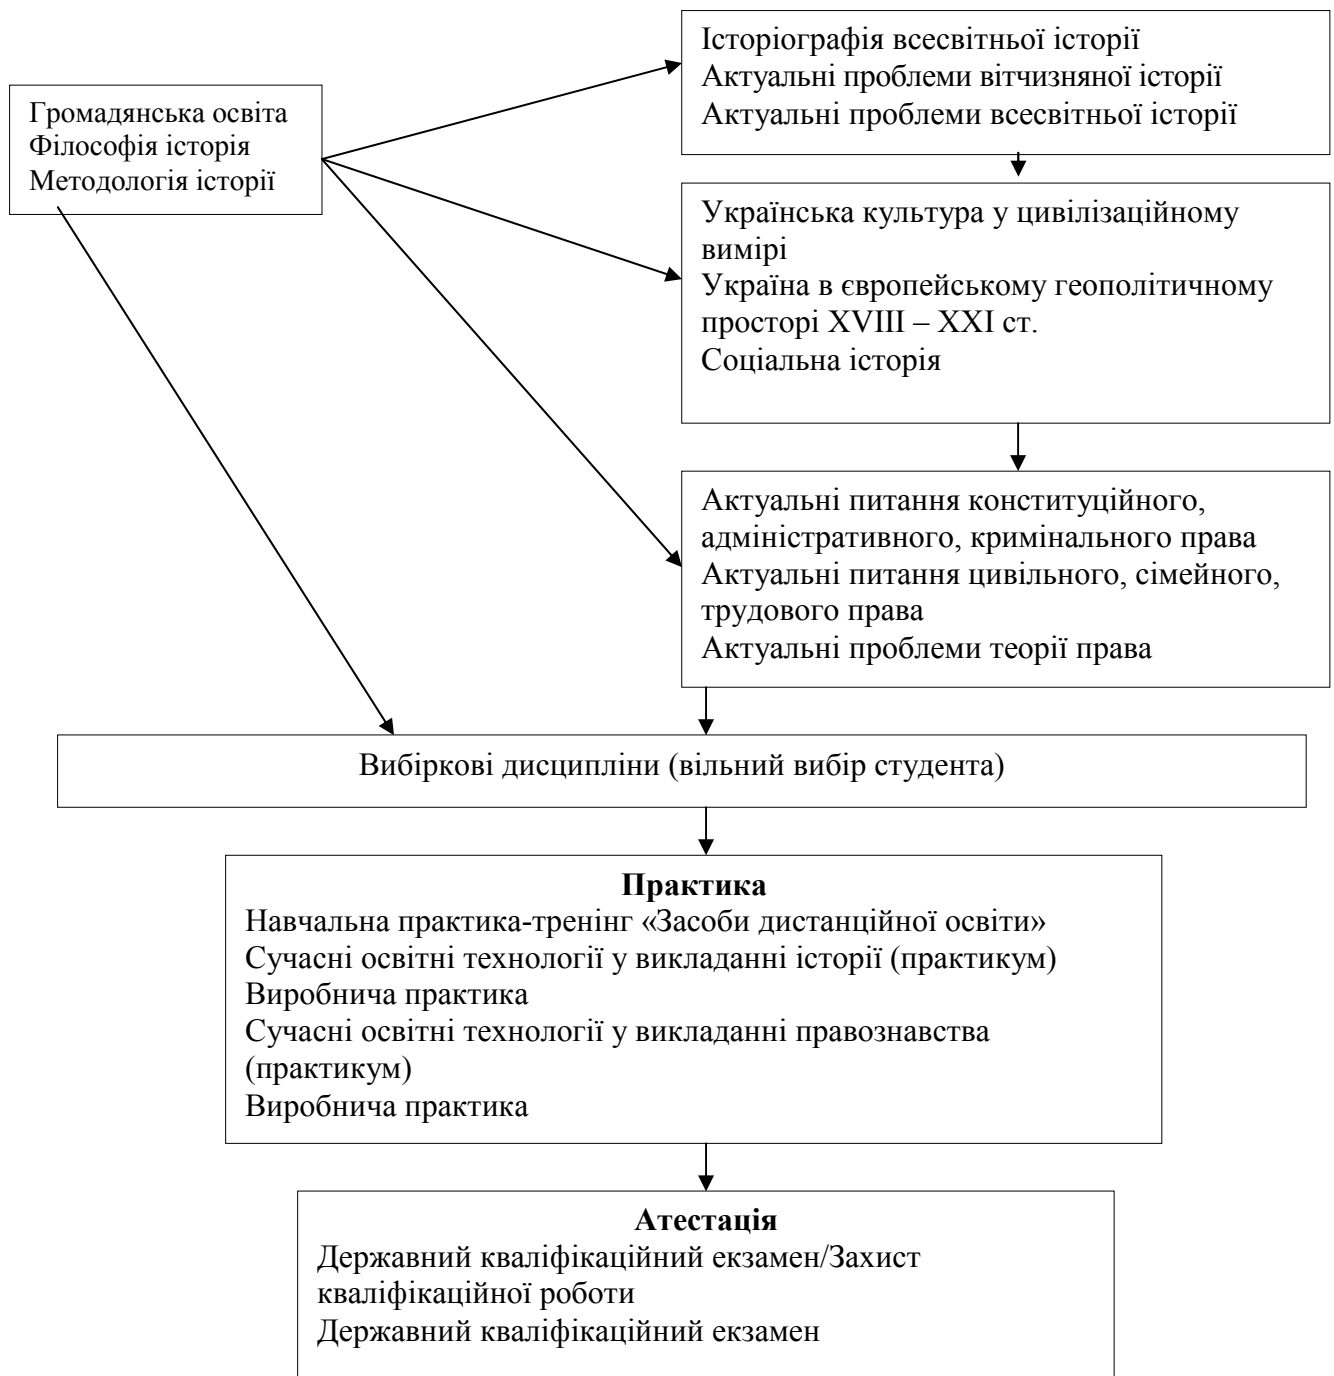 Громадянська освіта
Філософія історія
Методологія історії
Історіографія всесвітньої історії
Актуальні проблеми вітчизняної історії
Актуальні проблеми всесвітньої історії
Українська культура у цивілізаційному
вимірі
Україна в європейському геополітичному
просторі XVIII – XXI ст.
Соціальна історія
Актуальні питання конституційного,
адміністративного, кримінального права
Актуальні питання цивільного, сімейного,
трудового права
Актуальні проблеми теорії права
Вибіркові дисципліни (вільний вибір студента)
Практика
Навчальна практика-тренінг «Засоби дистанційної освіти»
Сучасні освітні технології у викладанні історії (практикум)
Виробнича практика
Сучасні освітні технології у викладанні правознавства
(практикум)
Виробнича практика
Атестація
Державний кваліфікаційний екзамен/Захист
кваліфікаційної роботи
Державний кваліфікаційний екзамен